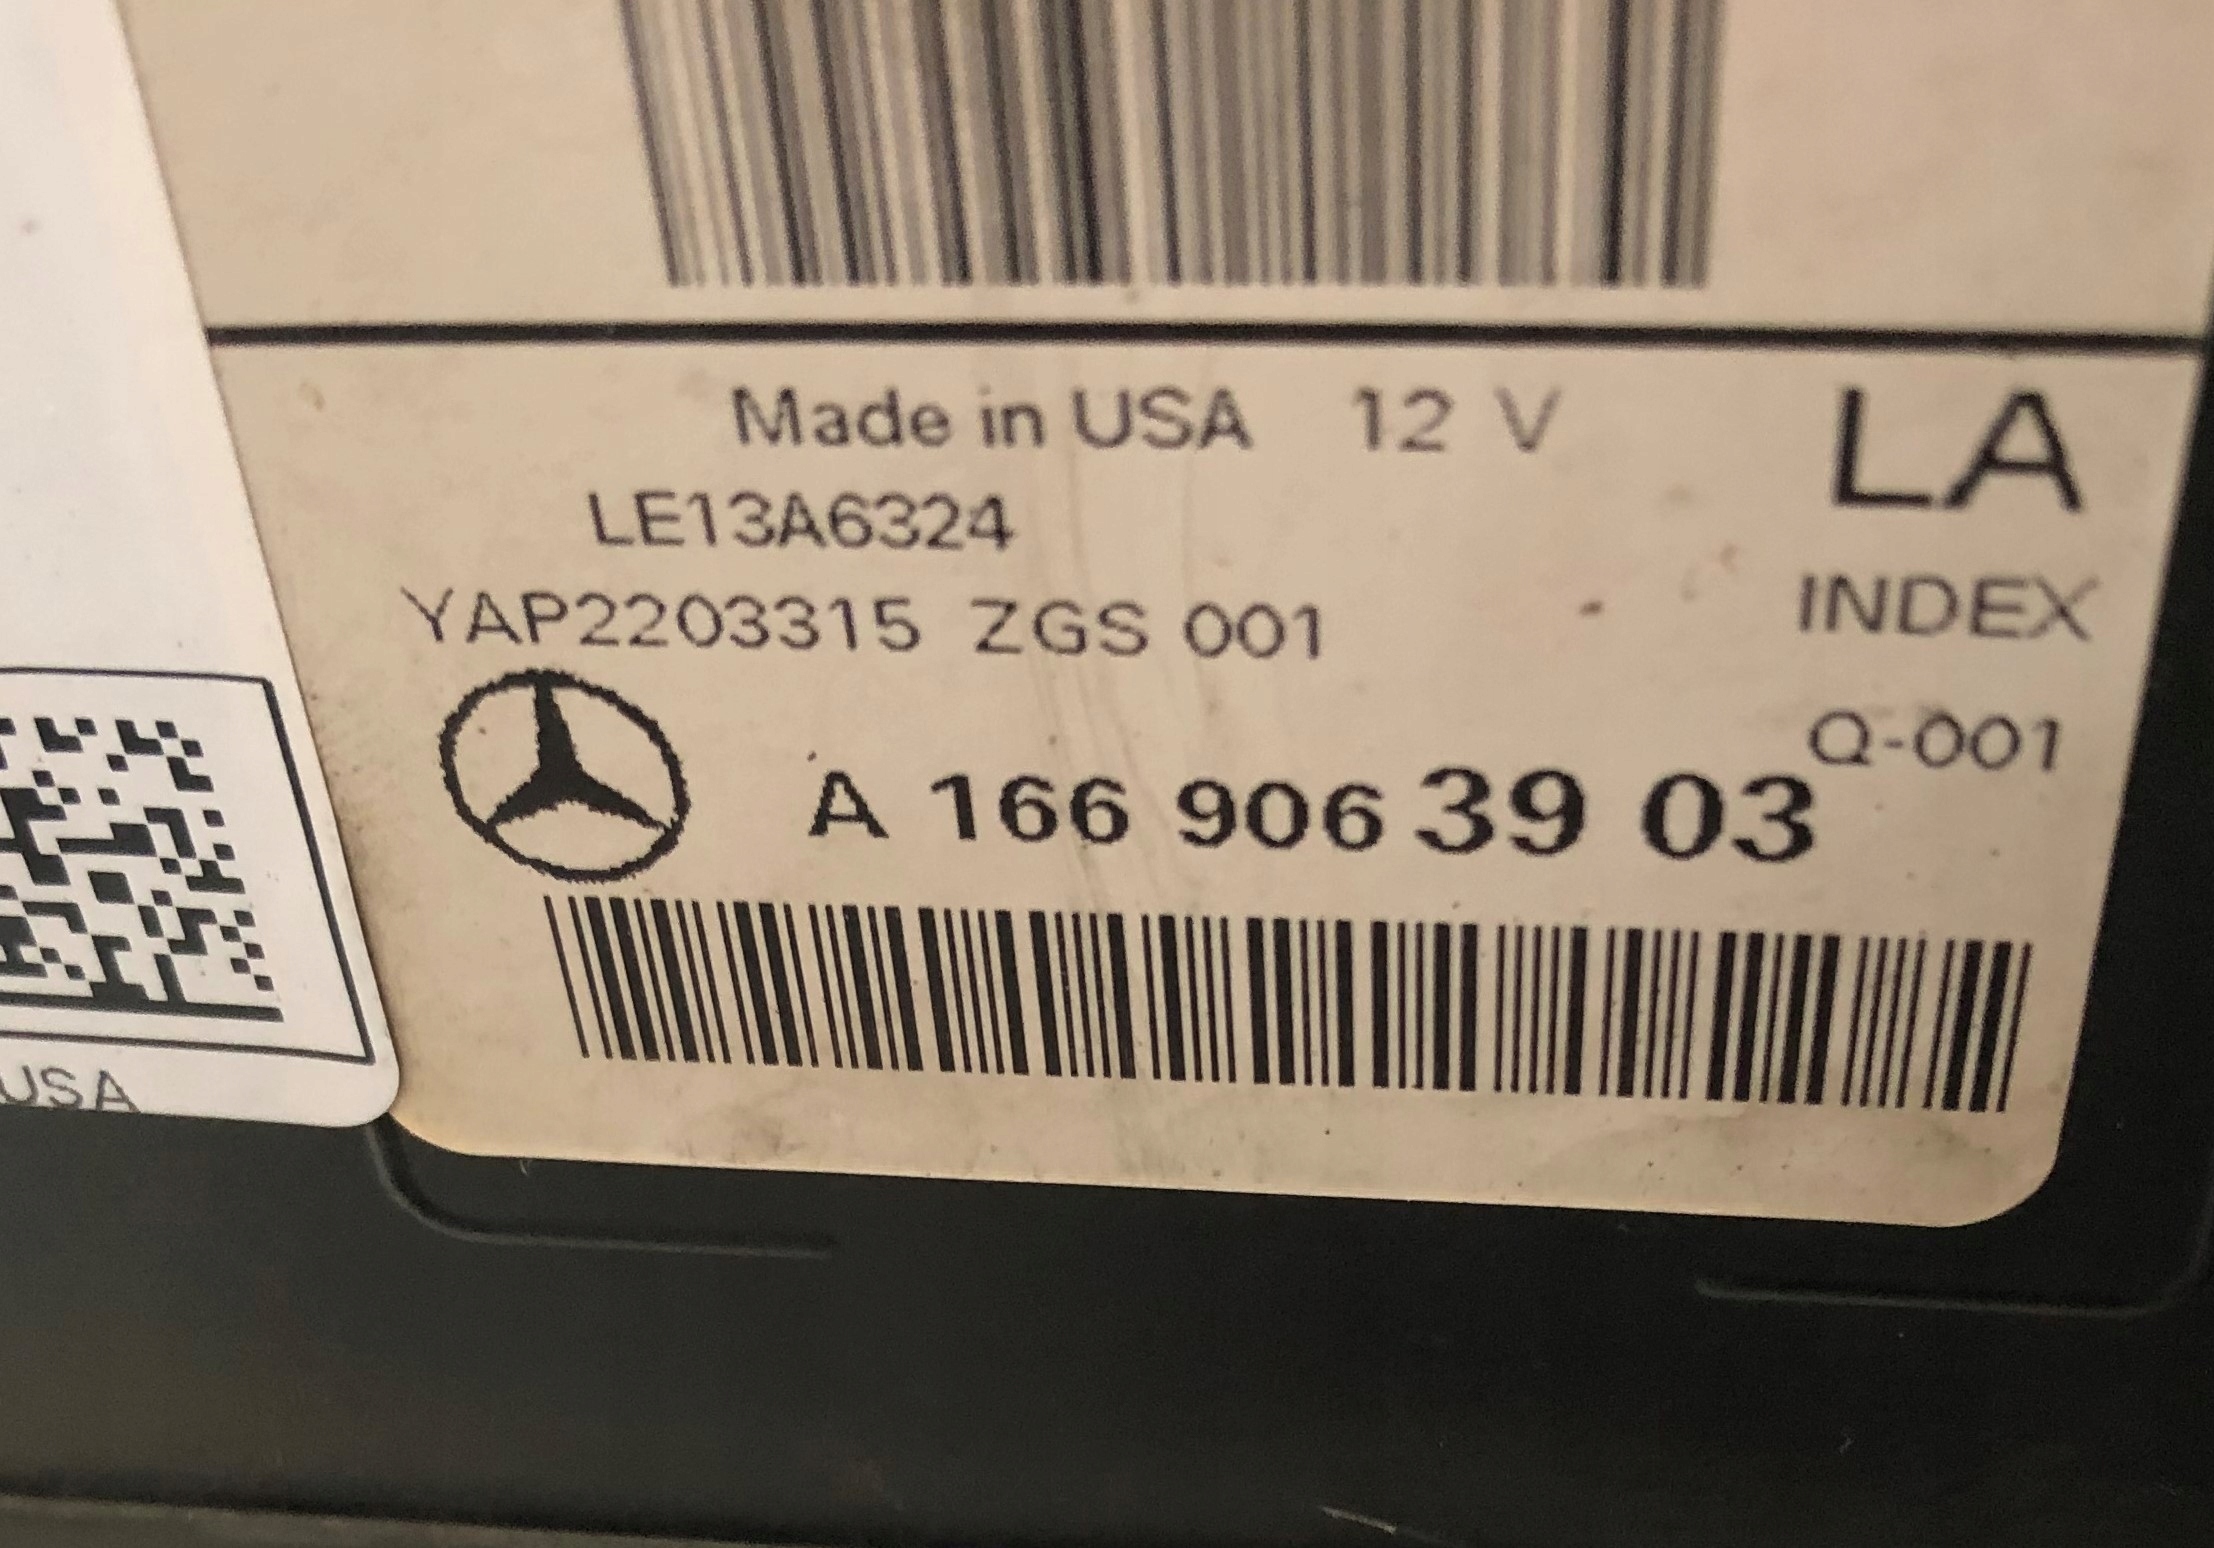 Made in USA 12 V
LA
LE13A6324
INDEX
YAP2203315 ZGS 001
Q-001
A 166 906 39 03
USA